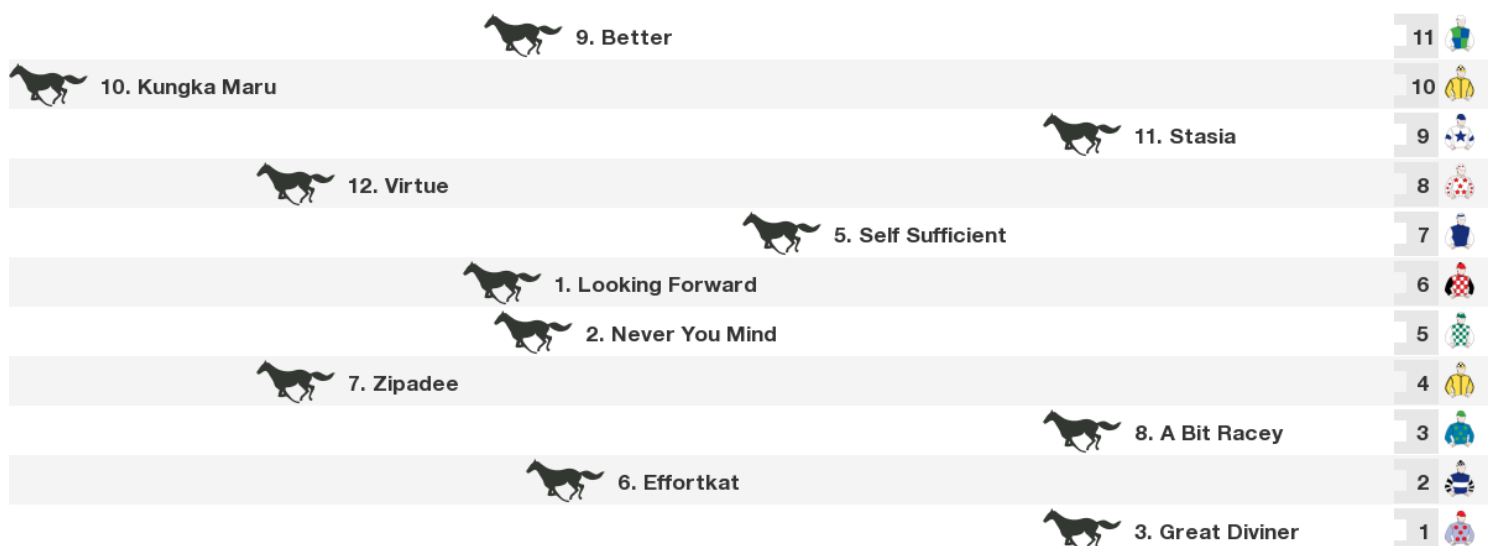 9. Better 11
10. Kungka Maru 10
11. Stasia 9
12. Virtue 8
5. Self Sufficient 7
1. Looking Forward 6
2. Never You Mind 5
7. Zipadee 4
8. A Bit Racey 3
6. Effortkat 2
3. Great Diviner 1